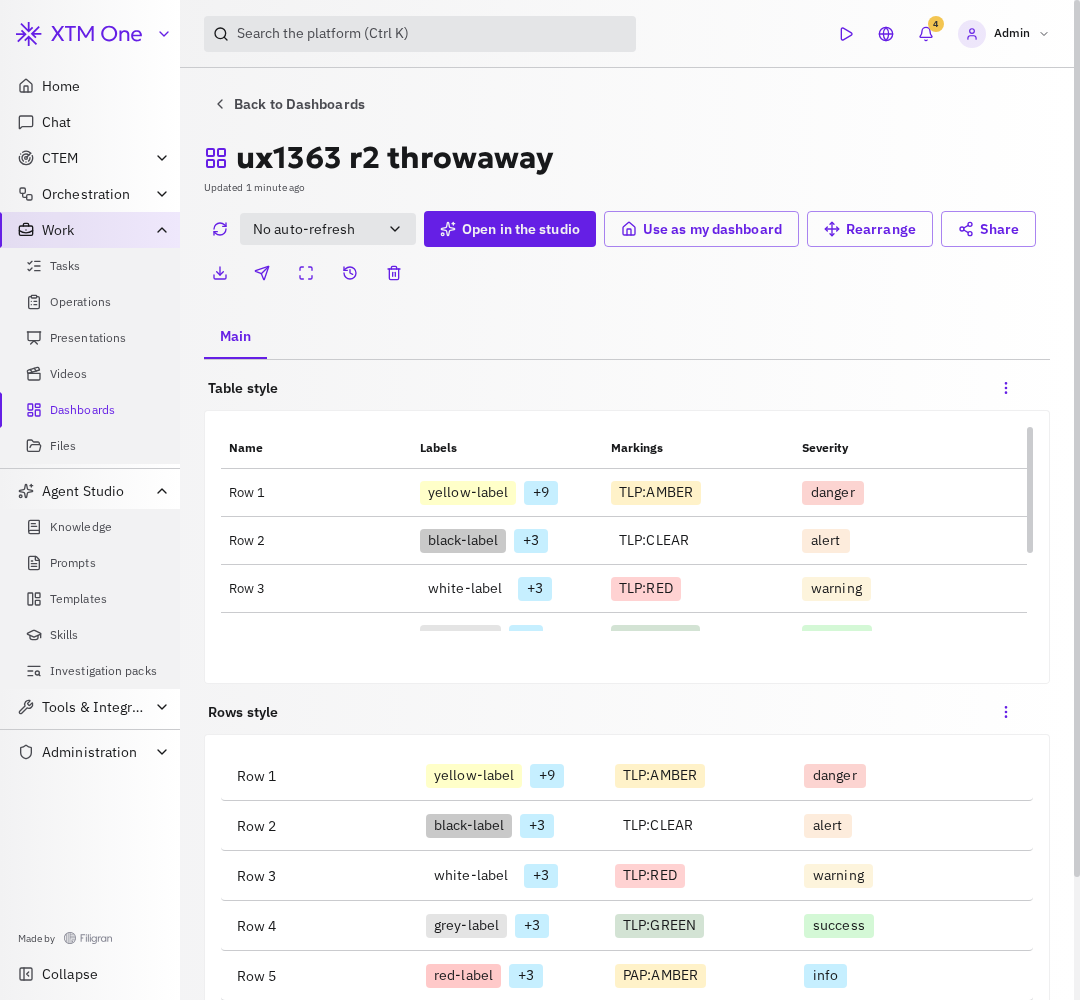 XTM One
Search the platform (Ctrl K)
4
Admin
Home
Chat
CTEM
Orchestration
Work
Tasks
Operations
Presentations
Videos
Dashboards
Files
Agent Studio
Knowledge
Prompts
Templates
Skills
Investigation packs
Tools & Integr...
Administration
Made by Filigran
Collapse
Back to Dashboards
ux1363 r2 throwaway
Updated 1 minute ago
No auto-refresh
Open in the studio
Use as my dashboard
Rearrange
Share
Main
Table style
Name Labels Markings Severity
Row 1 yellow-label +9 TLP:AMBER danger
Row 2 black-label +3 TLP:CLEAR alert
Row 3 white-label +3 TLP:RED warning
Rows style
Row 1 yellow-label +9 TLP:AMBER danger
Row 2 black-label +3 TLP:CLEAR alert
Row 3 white-label +3 TLP:RED warning
Row 4 grey-label +3 TLP:GREEN success
Row 5 red-label +3 PAP:AMBER info